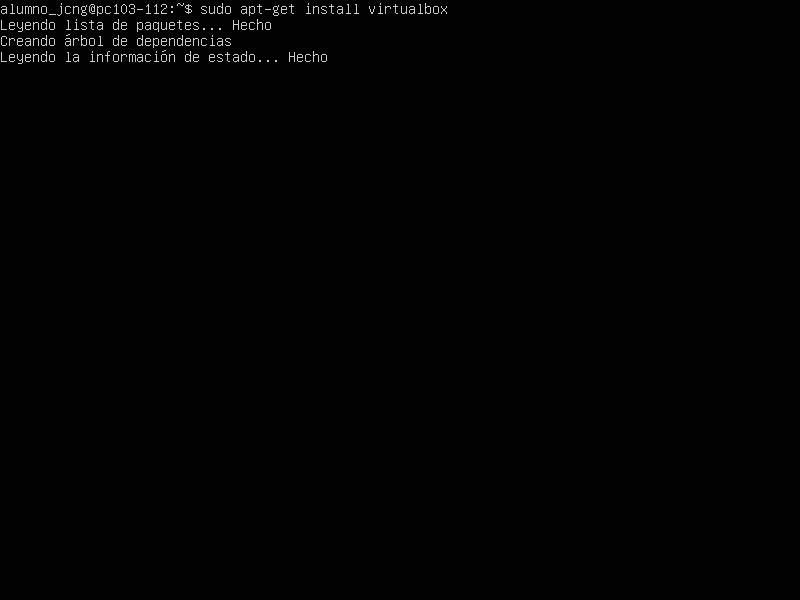 alumno_jcng@pc103-112:~$ sudo apt-get install virtualbox
Leyendo lista de paquetes... Hecho
Creando árbol de dependencias
Leyendo la información de estado... Hecho